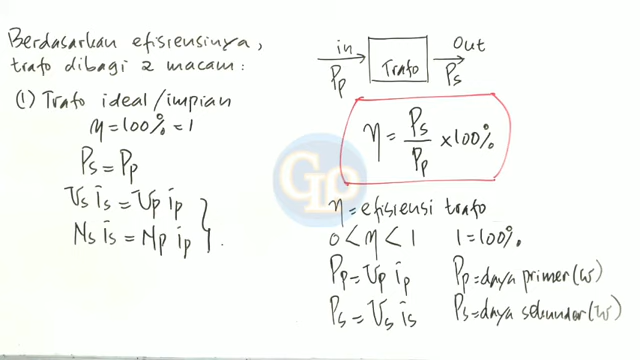 Berdasarkan efisiensinya,
trafo dibagi 2 macam:
(1) Trafo ideal/impian
η = 100% = 1
Ps = Pp
Vs is = Vp ip
Ns is = Np ip
in
Pp
Trafo
Out
Ps
η = Ps/Pp × 100%
GLP
η = efisiensi trafo
0 < η < 1 1 = 100%.
Pp = Vp ip Pp = daya primer (w)
Ps = Vs is Ps = daya sekunder (w)